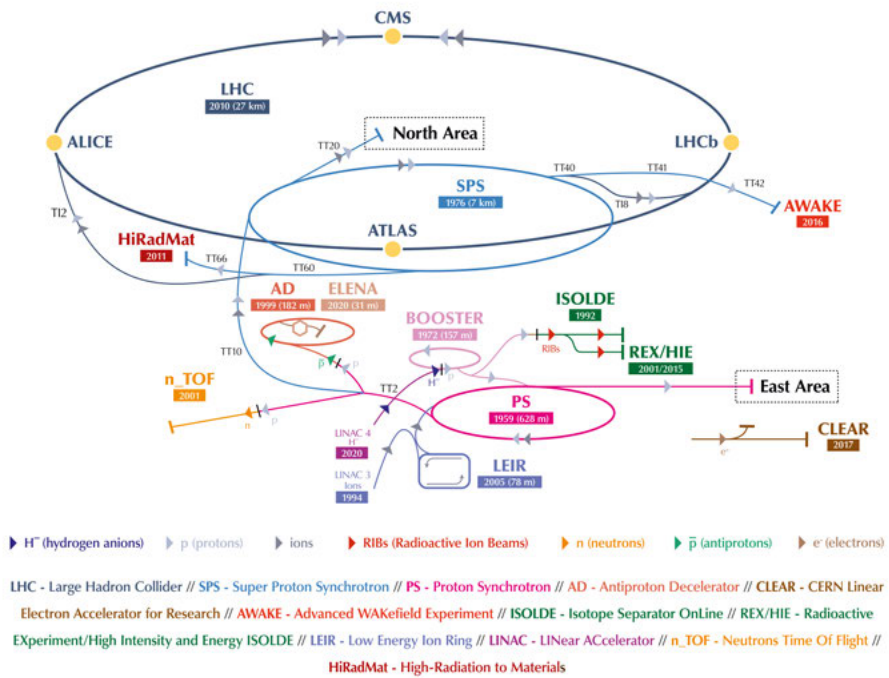 CMS
LHC
2010 (27 km)
ALICE
LHCb
TT20
North Area
TT40
TT41
TT42
SPS
1976 (7 km)
TI8
TI2
AWAKE
2016
ATLAS
HiRadMat
2011
TT66
TT60
AD
1999 (182 m)
ELENA
2020 (31 m)
TT10
BOOSTER
1972 (157 m)
ISOLDE
1992
RIBs
REX/HIE
2001/2015
p̅
p
H⁻
p
TT2
n_TOF
2001
n
p
East Area
PS
1959 (628 m)
LINAC 4
H⁻
2020
CLEAR
2017
e⁻
LINAC 3
Ions
1994
LEIR
2005 (78 m)
H⁻ (hydrogen anions) p (protons) ions RIBs (Radioactive Ion Beams) n (neutrons) p̅ (antiprotons) e⁻ (electrons)
LHC - Large Hadron Collider // SPS - Super Proton Synchrotron // PS - Proton Synchrotron // AD - Antiproton Decelerator // CLEAR - CERN Linear
Electron Accelerator for Research // AWAKE - Advanced WAKefield Experiment // ISOLDE - Isotope Separator OnLine // REX/HIE - Radioactive
EXperiment/High Intensity and Energy ISOLDE // LEIR - Low Energy Ion Ring // LINAC - LINear ACcelerator // n_TOF - Neutrons Time Of Flight //
HiRadMat - High-Radiation to Materials